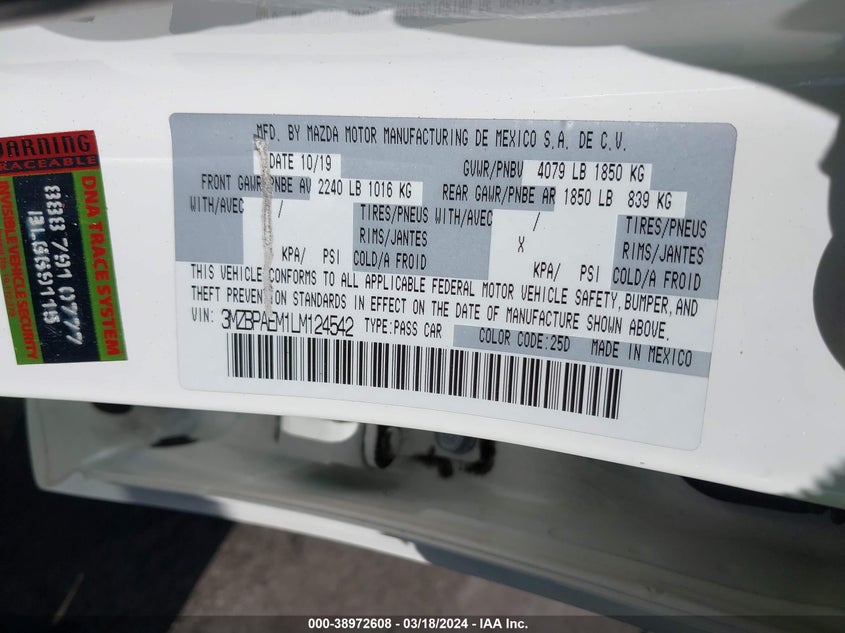 MFD. BY MAZDA MOTOR MANUFACTURING DE MEXICO S.A. DE C.V.
DATE 10/19 GVWR/PNBV 4079 LB 1850 KG
FRONT GAWR/PNBE AV 2240 LB 1016 KG REAR GAWR/PNBE AR 1850 LB 839 KG
WITH/AVEC / TIRES/PNEUS WITH/AVEC / TIRES/PNEUS
RIMS/JANTES X RIMS/JANTES
KPA/ PSI COLD/A FROID KPA/ PSI COLD/A FROID
THIS VEHICLE CONFORMS TO ALL APPLICABLE FEDERAL MOTOR VEHICLE SAFETY, BUMPER, AND
THEFT PREVENTION STANDARDS IN EFFECT ON THE DATE OF MANUFACTURE SHOWN ABOVE.
VIN: 3MZBPAEM1LM124542 TYPE: PASS CAR COLOR CODE: 25D MADE IN MEXICO
WARNING
TRACEABLE
DNA TRACE SYSTEM
INVISIBLE VEHICLE SECURITY
000-38972608 - 03/18/2024 - IAA Inc.